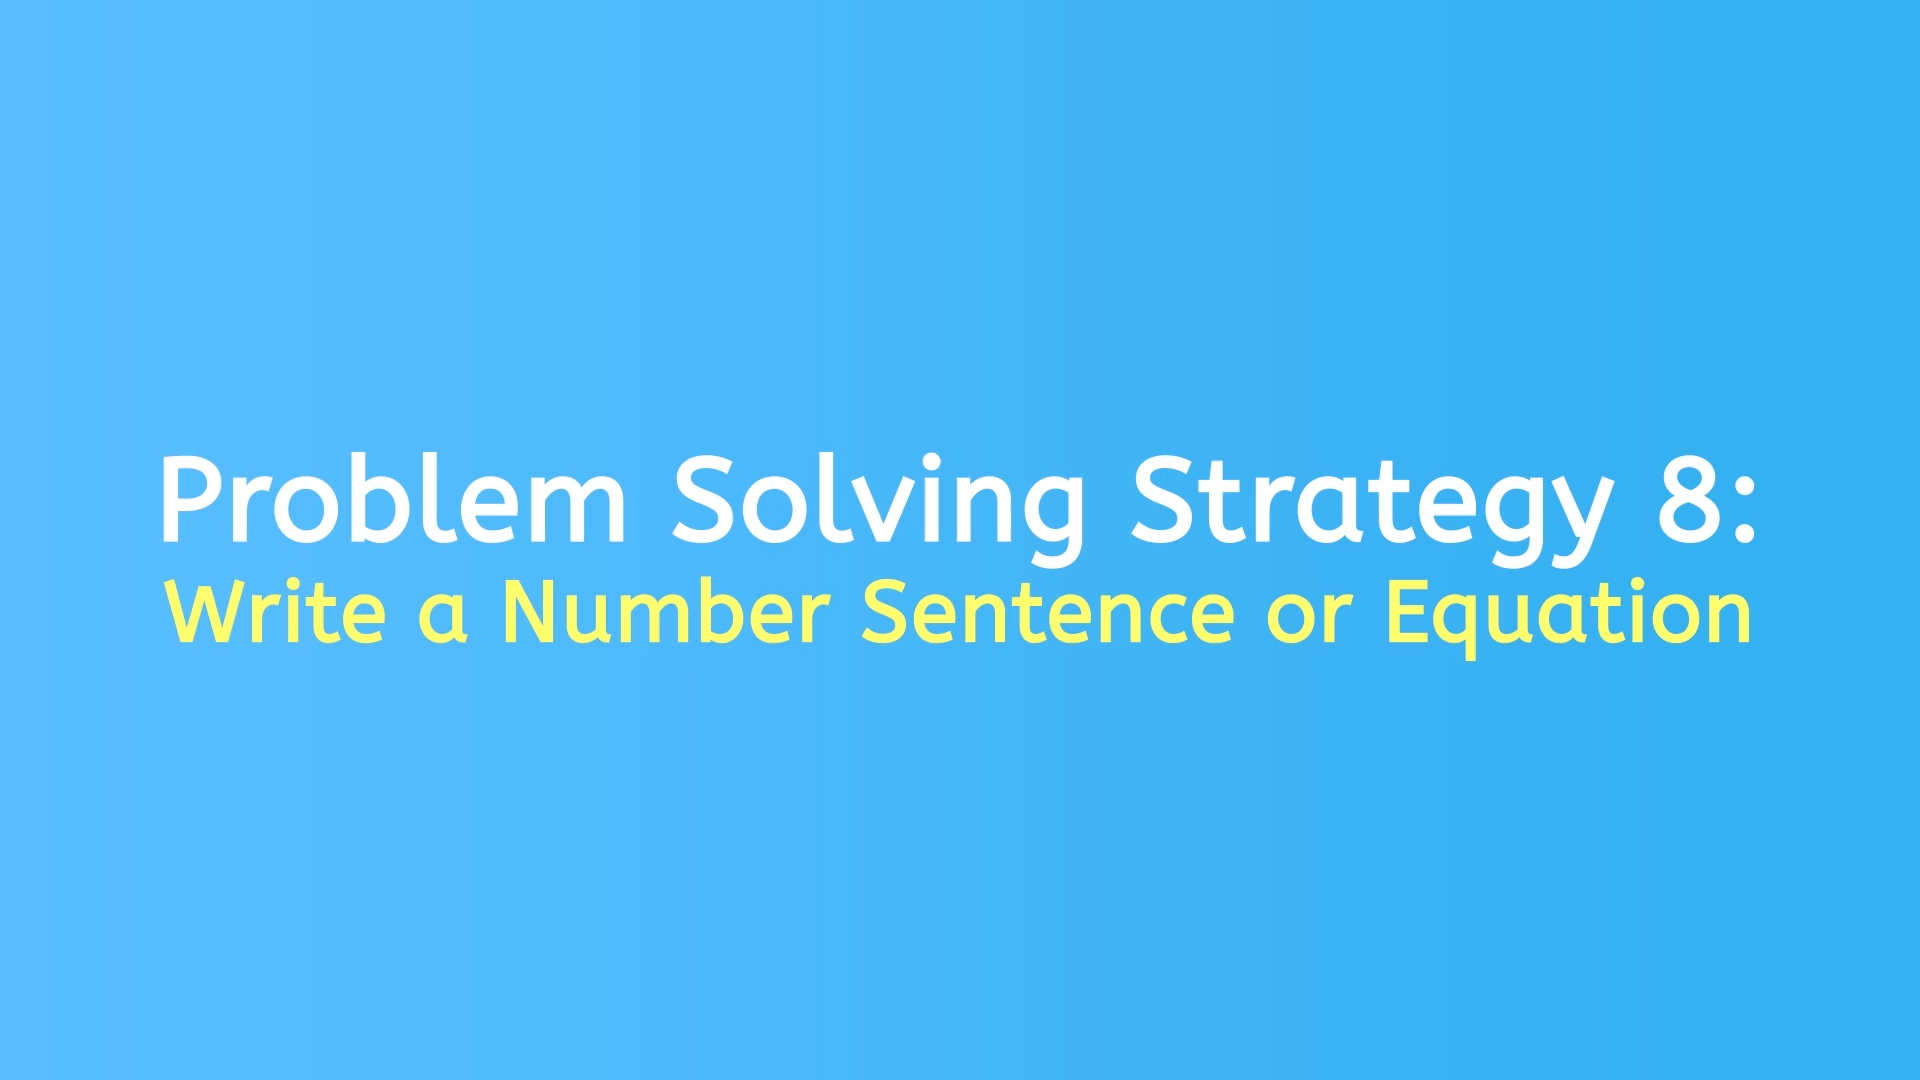 Problem Solving Strategy 8:
Write a Number Sentence or Equation